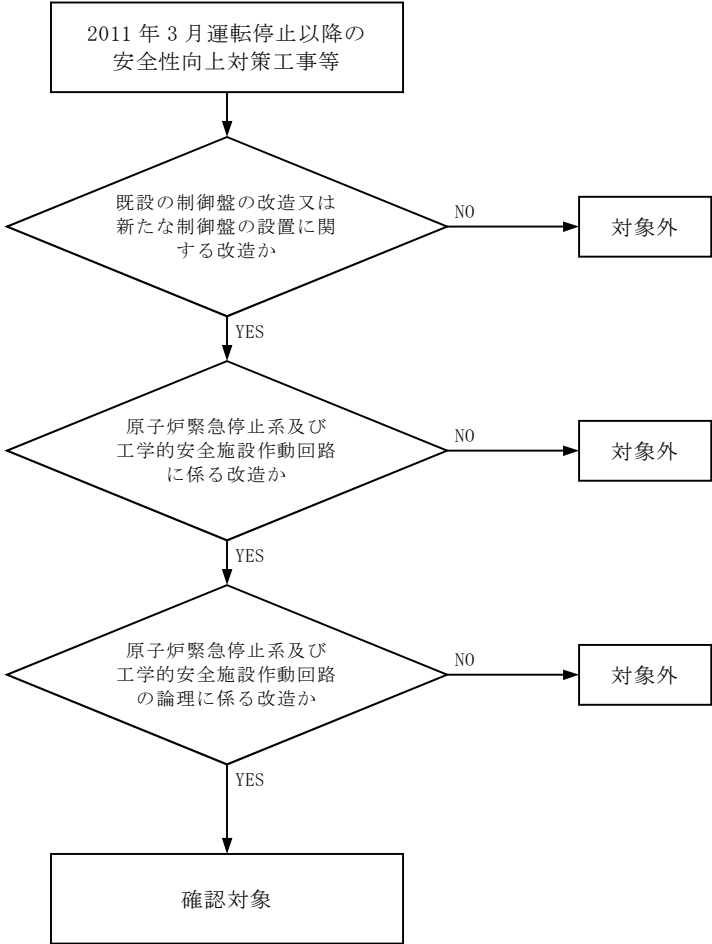 2011年3月運転停止以降の
安全性向上対策工事等
既設の制御盤の改造又は
新たな制御盤の設置に関
する改造か
NO
対象外
YES
原子炉緊急停止系及び
工学的安全施設作動回路
に係る改造か
NO
対象外
YES
原子炉緊急停止系及び
工学的安全施設作動回路
の論理に係る改造か
NO
対象外
YES
確認対象